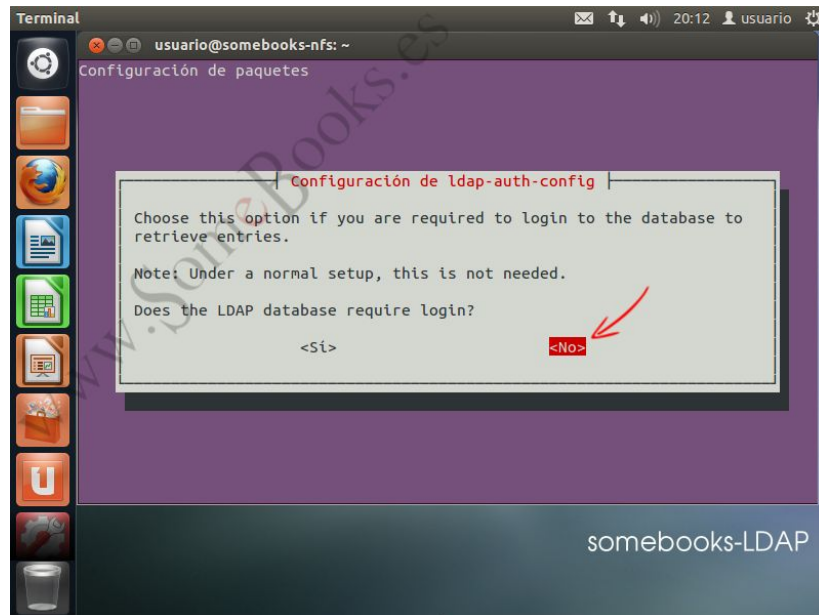 Terminal
20:12 usuario
usuario@somebooks-nfs: ~
Configuración de paquetes
Configuración de ldap-auth-config
Choose this option if you are required to login to the database to
retrieve entries.
Note: Under a normal setup, this is not needed.
Does the LDAP database require login?
<Sí> <No>
www.SomeBooks.es
somebooks-LDAP